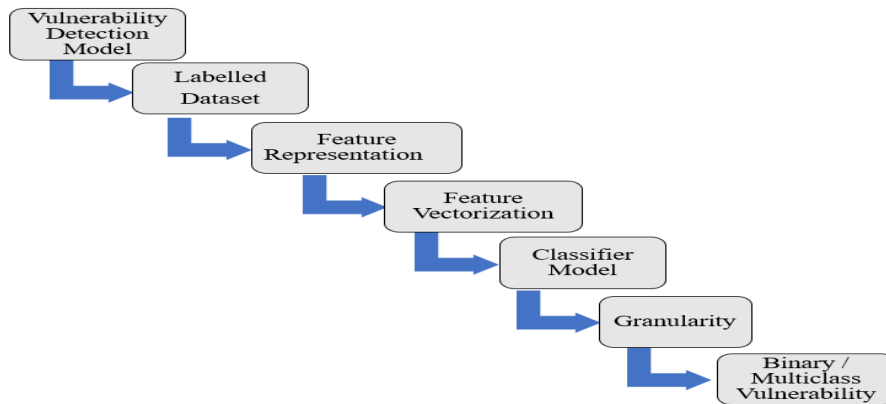 Vulnerability
Detection
Model
Labelled
Dataset
Feature
Representation
Feature
Vectorization
Classifier
Model
Granularity
Binary /
Multiclass
Vulnerability